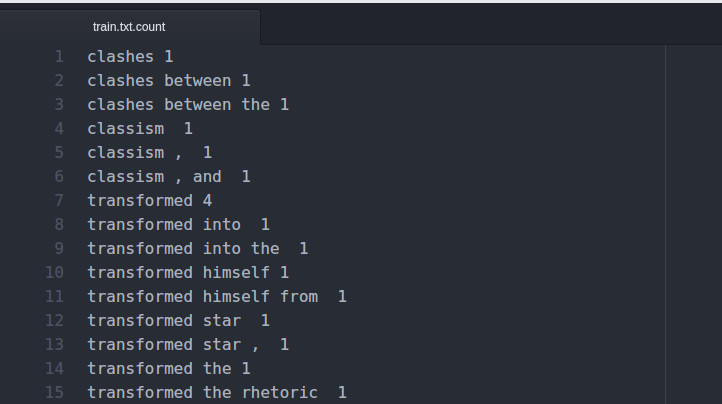 train.txt.count
1 clashes 1
2 clashes between 1
3 clashes between the 1
4 classism  1
5 classism ,  1
6 classism , and  1
7 transformed 4
8 transformed into  1
9 transformed into the  1
10 transformed himself 1
11 transformed himself from  1
12 transformed star  1
13 transformed star ,  1
14 transformed the 1
15 transformed the rhetoric  1